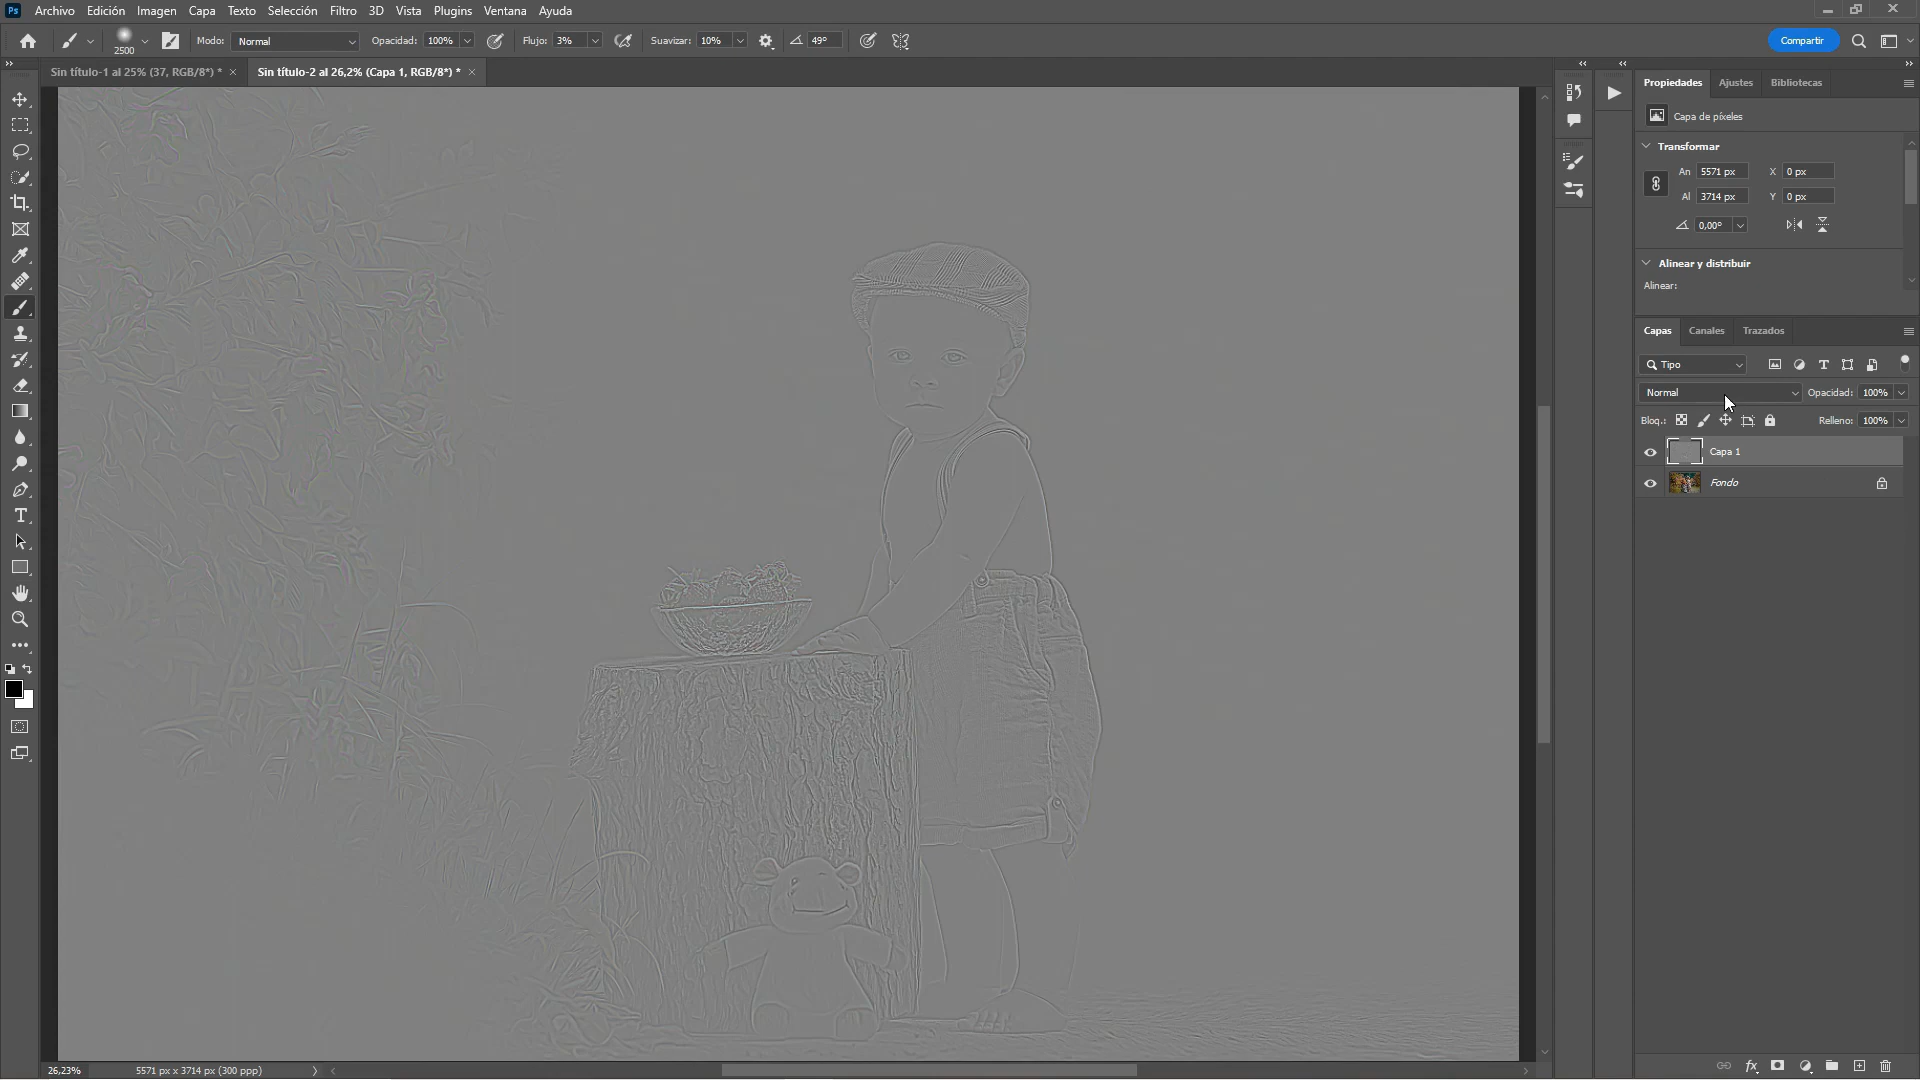 Ps Archivo Edición Imagen Capa Texto Selección Filtro 3D Vista Plugins Ventana Ayuda
2500 Modo: Normal Opacidad: 100% Flujo: 3% Suavizar: 10% 49° Compartir
Sin título-1 al 25% (37, RGB/8*) * Sin título-2 al 26,2% (Capa 1, RGB/8*) *
Propiedades Ajustes Bibliotecas
Capa de píxeles
Transformar
An 5571 px X 0 px
Al 3714 px Y 0 px
0,00°
Alinear y distribuir
Alinear:
Capas Canales Trazados
Tipo
Normal Opacidad: 100%
Bloq.: Relleno: 100%
Capa 1
Fondo
26,23% 5571 px x 3714 px (300 ppp)